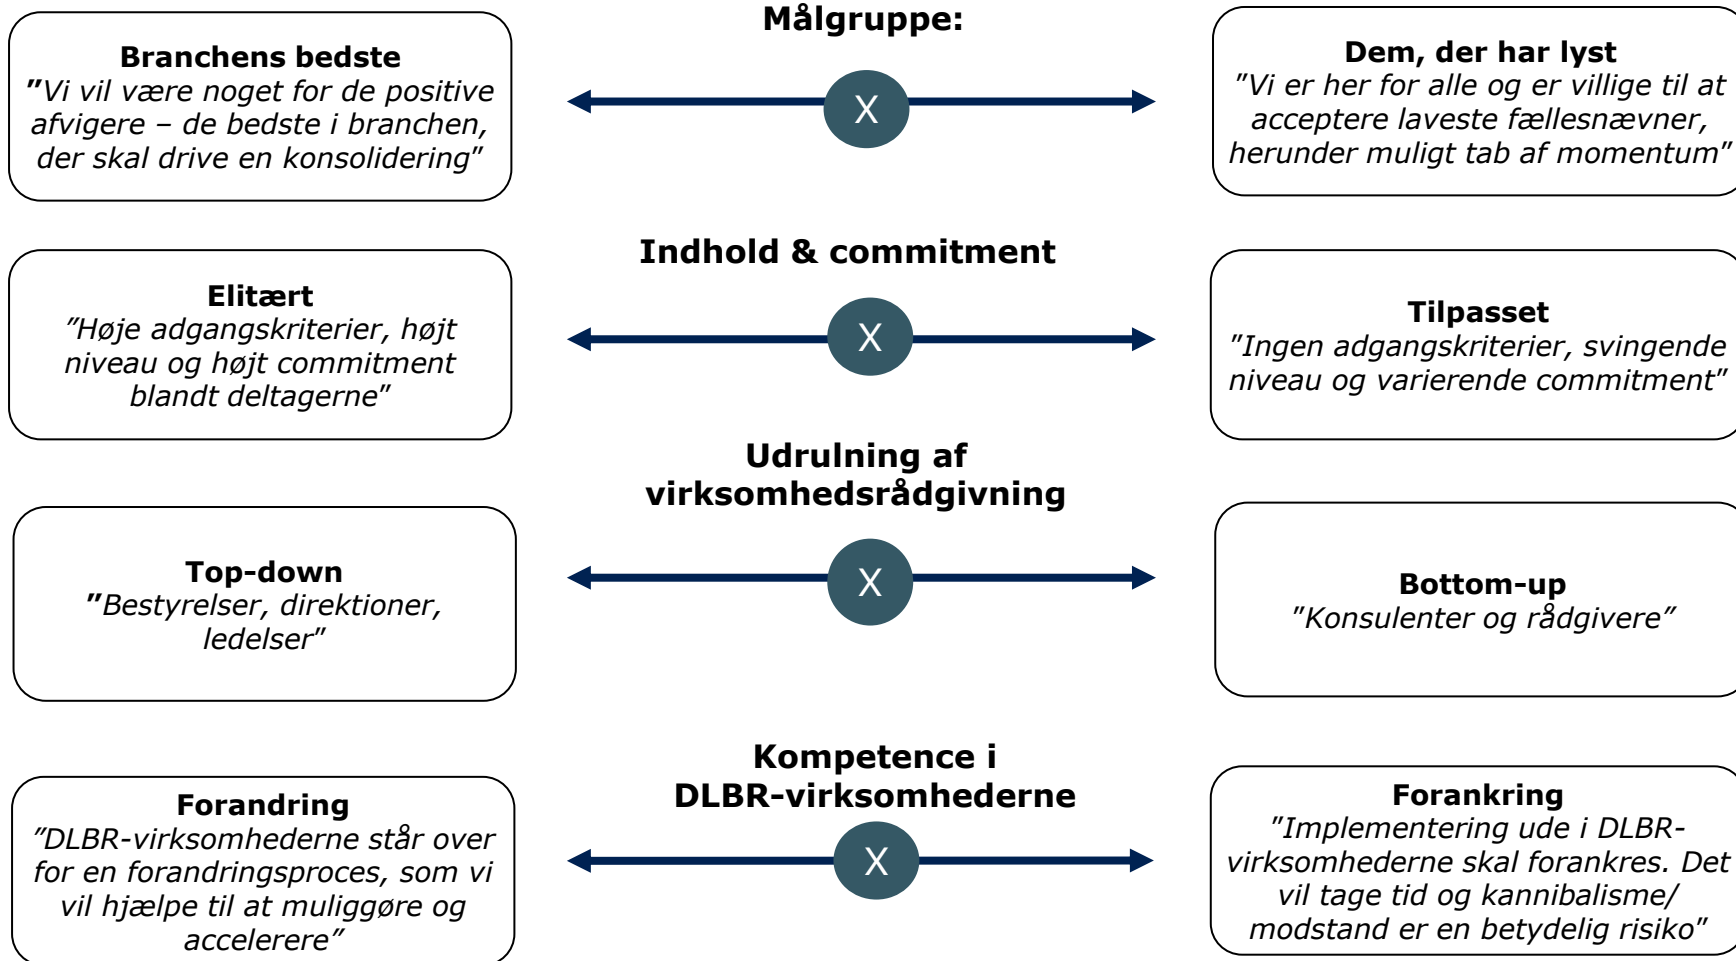 Målgruppe:
Branchens bedste
"Vi vil være noget for de positive
afvigere – de bedste i branchen,
der skal drive en konsolidering"
X
Dem, der har lyst
"Vi er her for alle og er villige til at
acceptere laveste fællesnævner,
herunder muligt tab af momentum"
Indhold & commitment
Elitært
"Høje adgangskriterier, højt
niveau og højt commitment
blandt deltagerne"
X
Tilpasset
"Ingen adgangskriterier, svingende
niveau og varierende commitment"
Udrulning af
virksomhedsrådgivning
Top-down
"Bestyrelser, direktioner,
ledelser"
X
Bottom-up
"Konsulenter og rådgivere"
Kompetence i
DLBR-virksomhederne
Forandring
"DLBR-virksomhederne står over
for en forandringsproces, som vi
vil hjælpe til at muliggøre og
accelerere"
X
Forankring
"Implementering ude i DLBR-
virksomhederne skal forankres. Det
vil tage tid og kannibalisme/
modstand er en betydelig risiko"